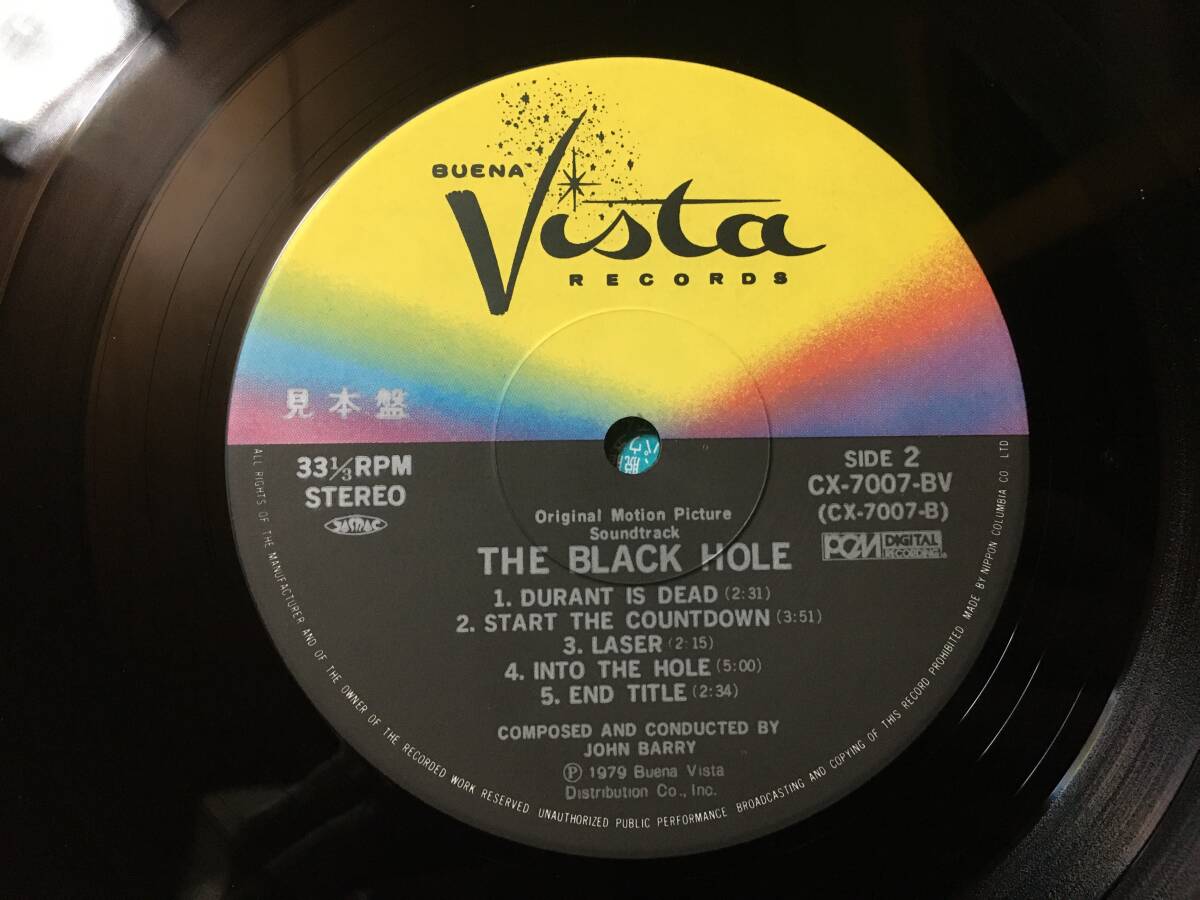 BUENA
Vista
RECORDS
見本盤
33⅓RPM
STEREO
JASRAC
SIDE 2
CX-7007-BV
(CX-7007-B)
PCM DIGITAL
RECORDING
Original Motion Picture
Soundtrack
THE BLACK HOLE
1. DURANT IS DEAD (2:31)
2. START THE COUNTDOWN (3:51)
3. LASER (2:15)
4. INTO THE HOLE (5:00)
5. END TITLE (2:34)
COMPOSED AND CONDUCTED BY
JOHN BARRY
Ⓟ 1979 Buena Vista
Distribution Co., Inc.
ALL RIGHTS OF THE MANUFACTURER AND OF THE OWNER OF THE RECORDED WORK RESERVED. UNAUTHORIZED PUBLIC PERFORMANCE BROADCASTING AND COPYING OF THIS RECORD PROHIBITED. MADE BY NIPPON COLUMBIA CO LTD